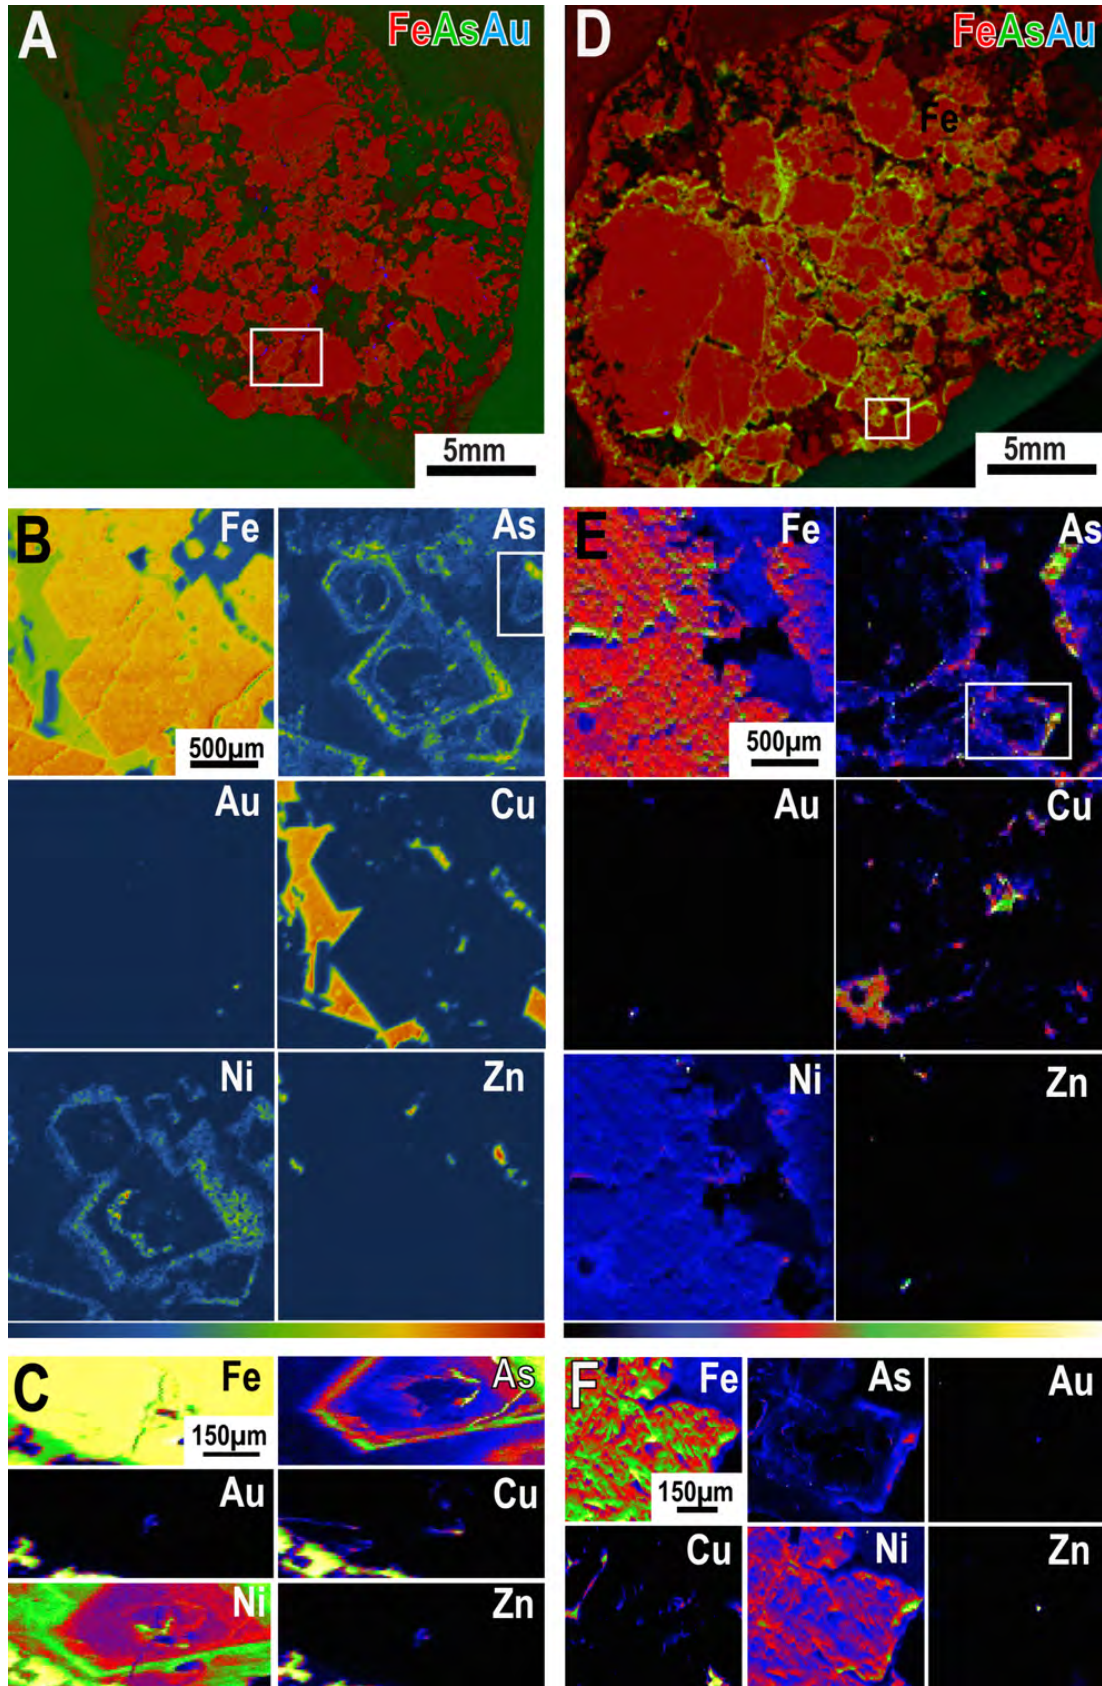 A FeAsAu
5mm
D FeAsAu
Fe
5mm
B Fe As
500µm
Au Cu
Ni Zn
E Fe As
500µm
Au Cu
Ni Zn
C Fe As
150µm
Au Cu
Ni Zn
F Fe As Au
150µm
Cu Ni Zn